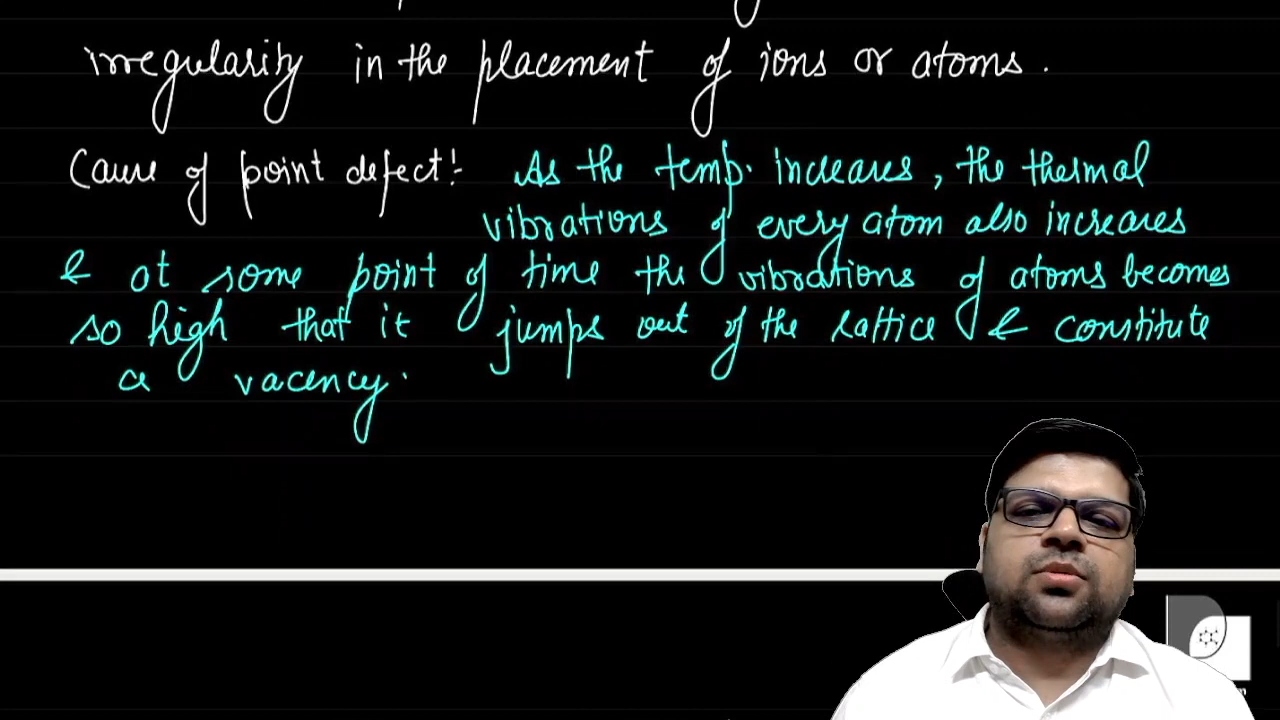 irregularity in the placement of ions or atoms.
Cause of point defect:- As the temp. increases, the thermal
vibrations of every atom also increases
& at some point of time the vibrations of atoms becomes
so high that it jumps out of the lattice & constitute
a vacency.